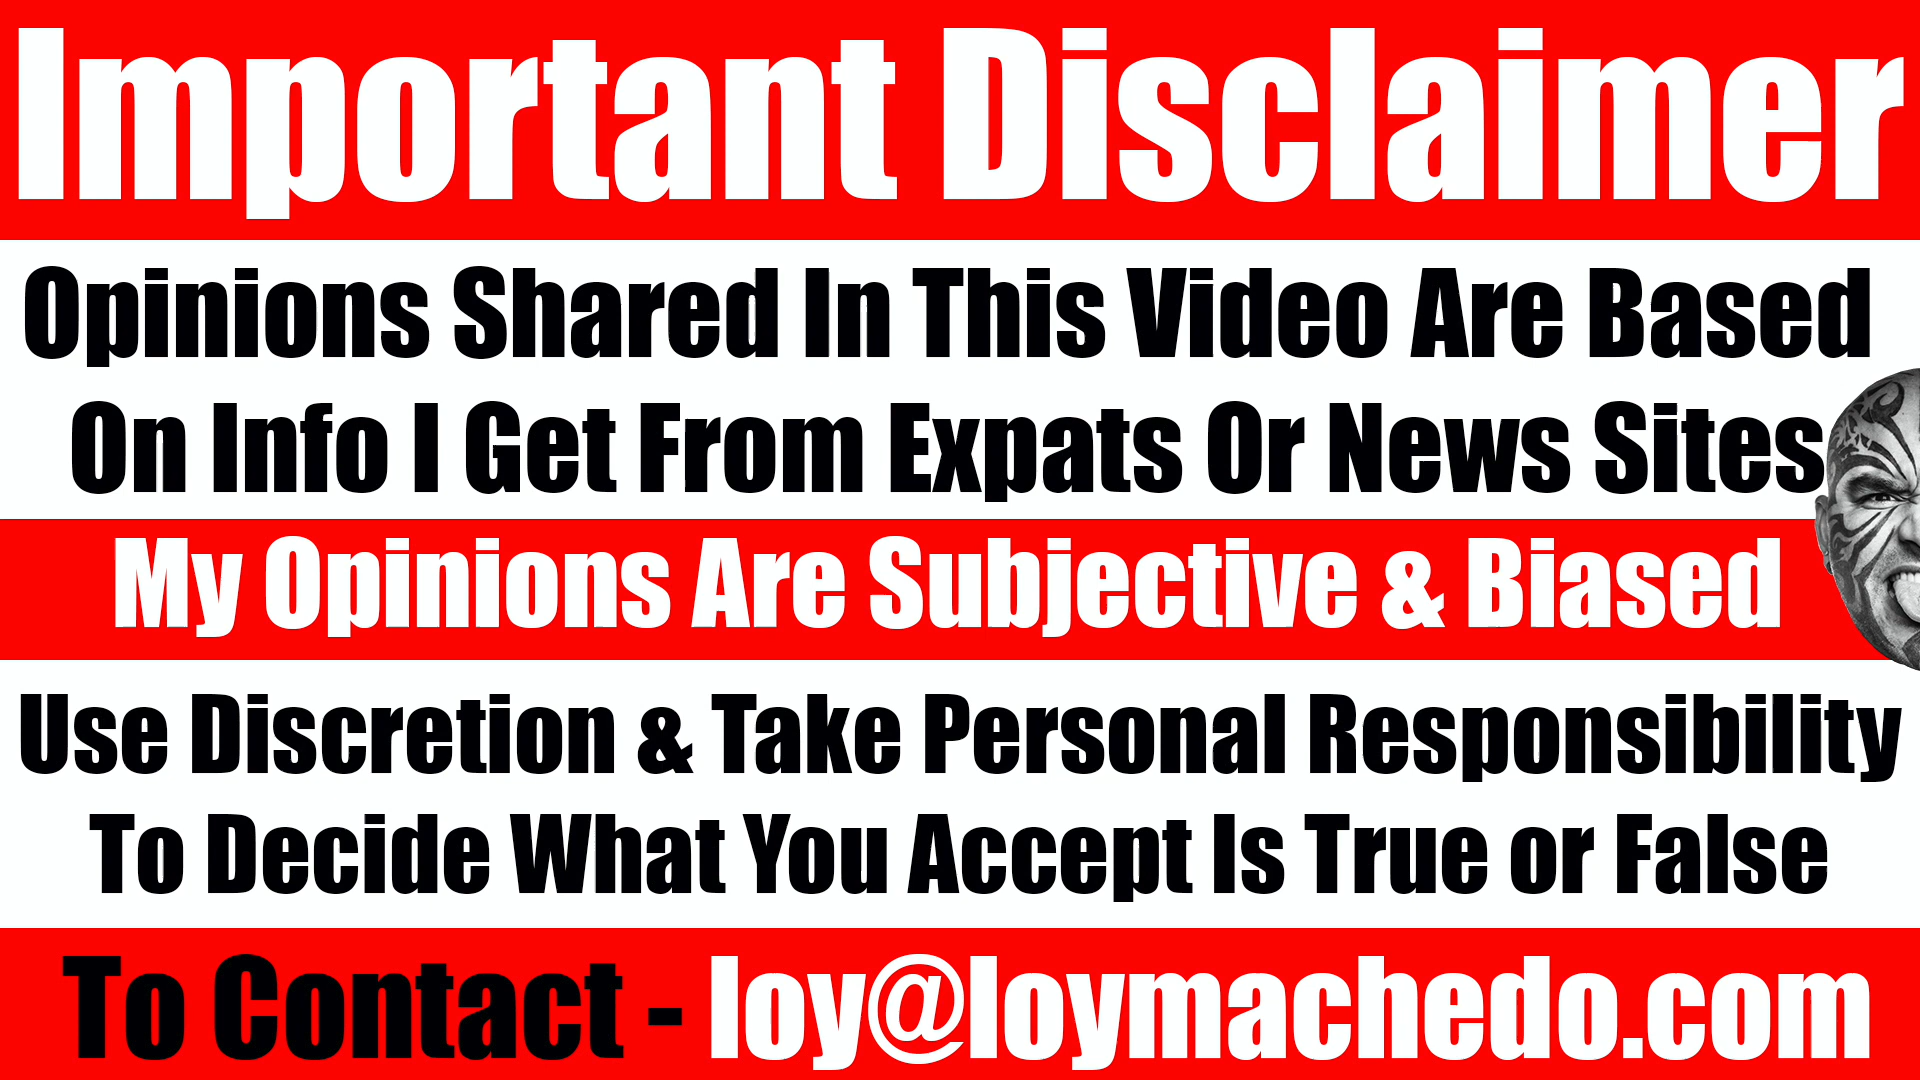 Important Disclaimer
Opinions Shared In This Video Are Based
On Info I Get From Expats Or News Sites
My Opinions Are Subjective & Biased
Use Discretion & Take Personal Responsibility
To Decide What You Accept Is True or False
To Contact - loy@loymachedo.com